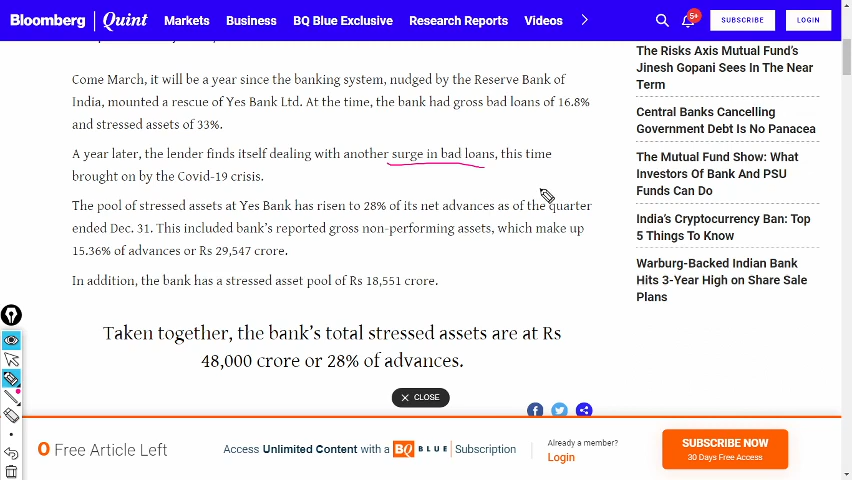 Bloomberg | Quint Markets Business BQ Blue Exclusive Research Reports Videos 5+ SUBSCRIBE LOGIN
Come March, it will be a year since the banking system, nudged by the Reserve Bank of
India, mounted a rescue of Yes Bank Ltd. At the time, the bank had gross bad loans of 16.8%
and stressed assets of 33%.
A year later, the lender finds itself dealing with another surge in bad loans, this time
brought on by the Covid-19 crisis.
The pool of stressed assets at Yes Bank has risen to 28% of its net advances as of the quarter
ended Dec. 31. This included bank's reported gross non-performing assets, which make up
15.36% of advances or Rs 29,547 crore.
In addition, the bank has a stressed asset pool of Rs 18,551 crore.
Taken together, the bank's total stressed assets are at Rs
48,000 crore or 28% of advances.
The Risks Axis Mutual Fund's
Jinesh Gopani Sees In The Near
Term
Central Banks Cancelling
Government Debt Is No Panacea
The Mutual Fund Show: What
Investors Of Bank And PSU
Funds Can Do
India's Cryptocurrency Ban: Top
5 Things To Know
Warburg-Backed Indian Bank
Hits 3-Year High on Share Sale
Plans
CLOSE
0 Free Article Left
Access Unlimited Content with a BQ BLUE Subscription
Already a member?
Login
SUBSCRIBE NOW
30 Days Free Access